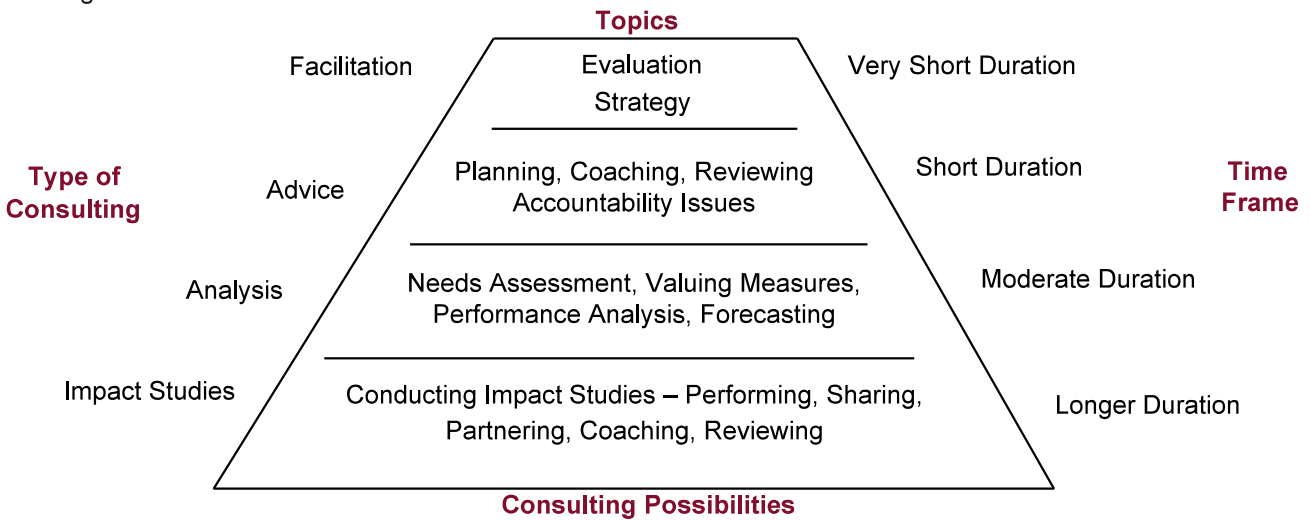 Topics
Facilitation
Evaluation
Strategy
Very Short Duration
Type of
Consulting
Advice
Planning, Coaching, Reviewing
Accountability Issues
Short Duration
Time
Frame
Analysis
Needs Assessment, Valuing Measures,
Performance Analysis, Forecasting
Moderate Duration
Impact Studies
Conducting Impact Studies – Performing, Sharing,
Partnering, Coaching, Reviewing
Longer Duration
Consulting Possibilities